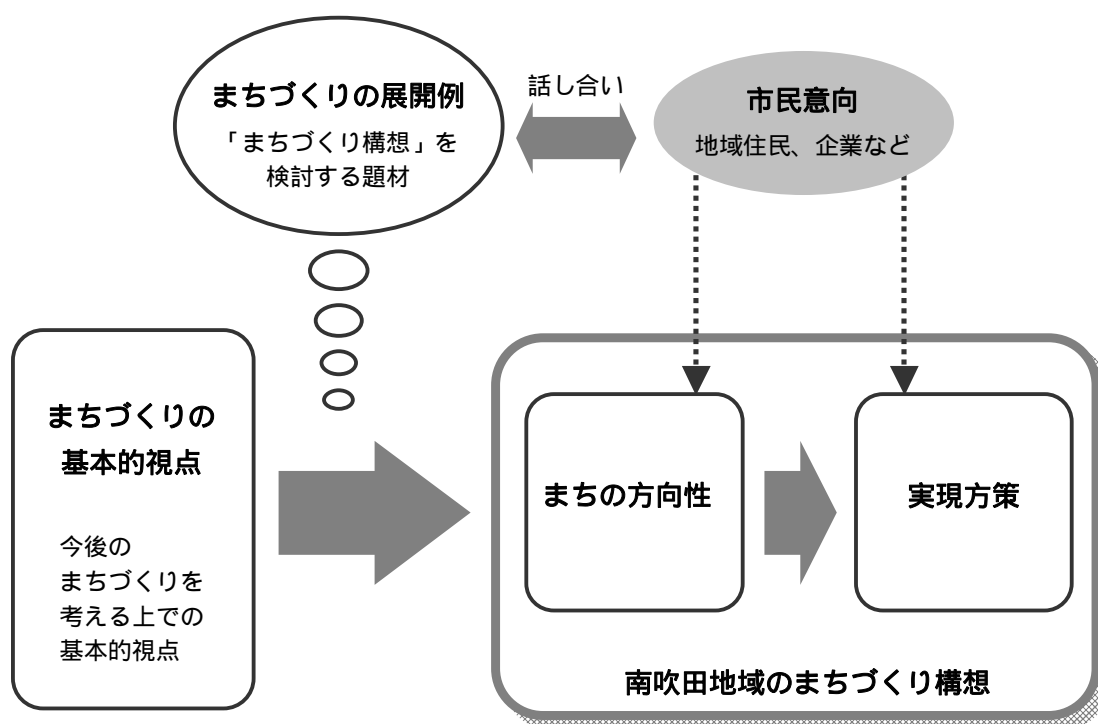 まちづくりの展開例
「まちづくり構想」を
検討する題材
話し合い
市民意向
地域住民、企業など
まちづくりの
基本的視点
今後の
まちづくりを
考える上での
基本的視点
まちの方向性
実現方策
南吹田地域のまちづくり構想